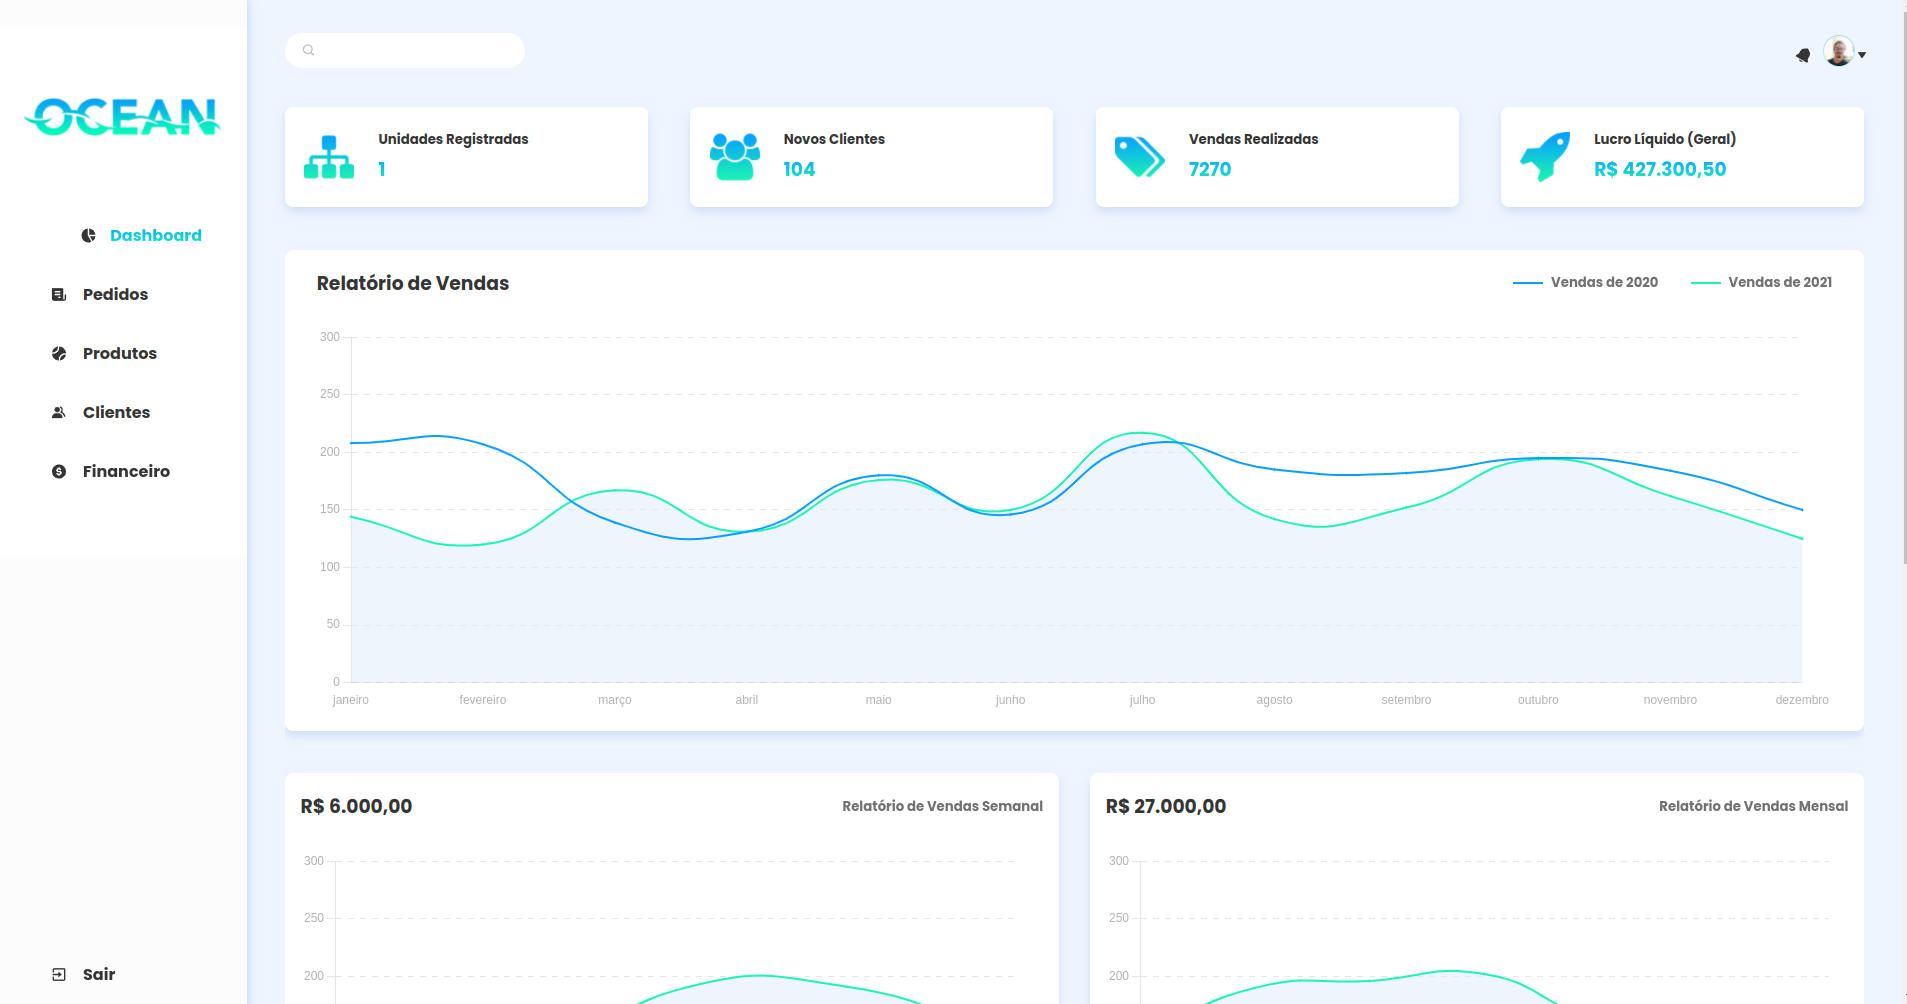 OCEAN
Dashboard
Pedidos
Produtos
Clientes
Financeiro
Sair
Unidades Registradas
1
Novos Clientes
104
Vendas Realizadas
7270
Lucro Líquido (Geral)
R$ 427.300,50
Relatório de Vendas
Vendas de 2020
Vendas de 2021
300
250
200
150
100
50
0
janeiro fevereiro março abril maio junho julho agosto setembro outubro novembro dezembro
R$ 6.000,00
Relatório de Vendas Semanal
300
250
200
R$ 27.000,00
Relatório de Vendas Mensal
300
250
200